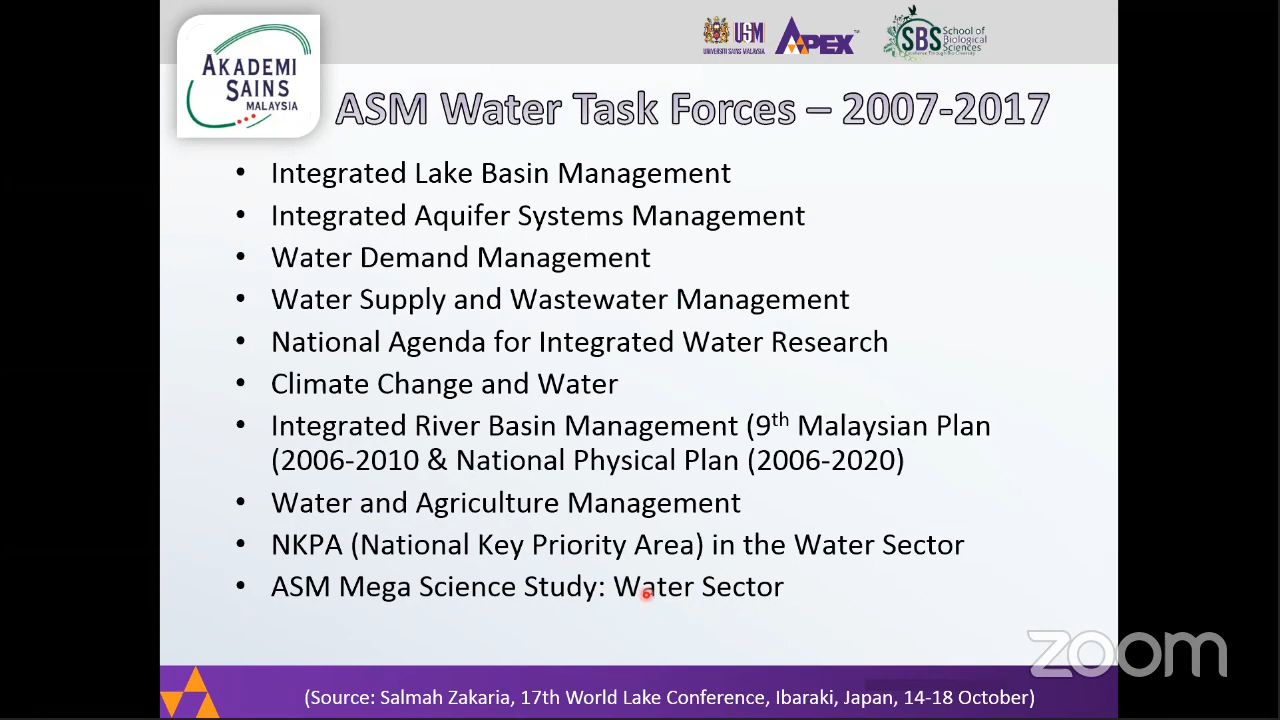 AKADEMI
SAINS
MALAYSIA
USM
UNIVERSITI SAINS MALAYSIA
APEX™
SBS School of
Biological
Sciences
ASM Water Task Forces – 2007-2017
• Integrated Lake Basin Management
• Integrated Aquifer Systems Management
• Water Demand Management
• Water Supply and Wastewater Management
• National Agenda for Integrated Water Research
• Climate Change and Water
• Integrated River Basin Management (9th Malaysian Plan
(2006-2010 & National Physical Plan (2006-2020)
• Water and Agriculture Management
• NKPA (National Key Priority Area) in the Water Sector
• ASM Mega Science Study: Water Sector
zoom
(Source: Salmah Zakaria, 17th World Lake Conference, Ibaraki, Japan, 14-18 October)